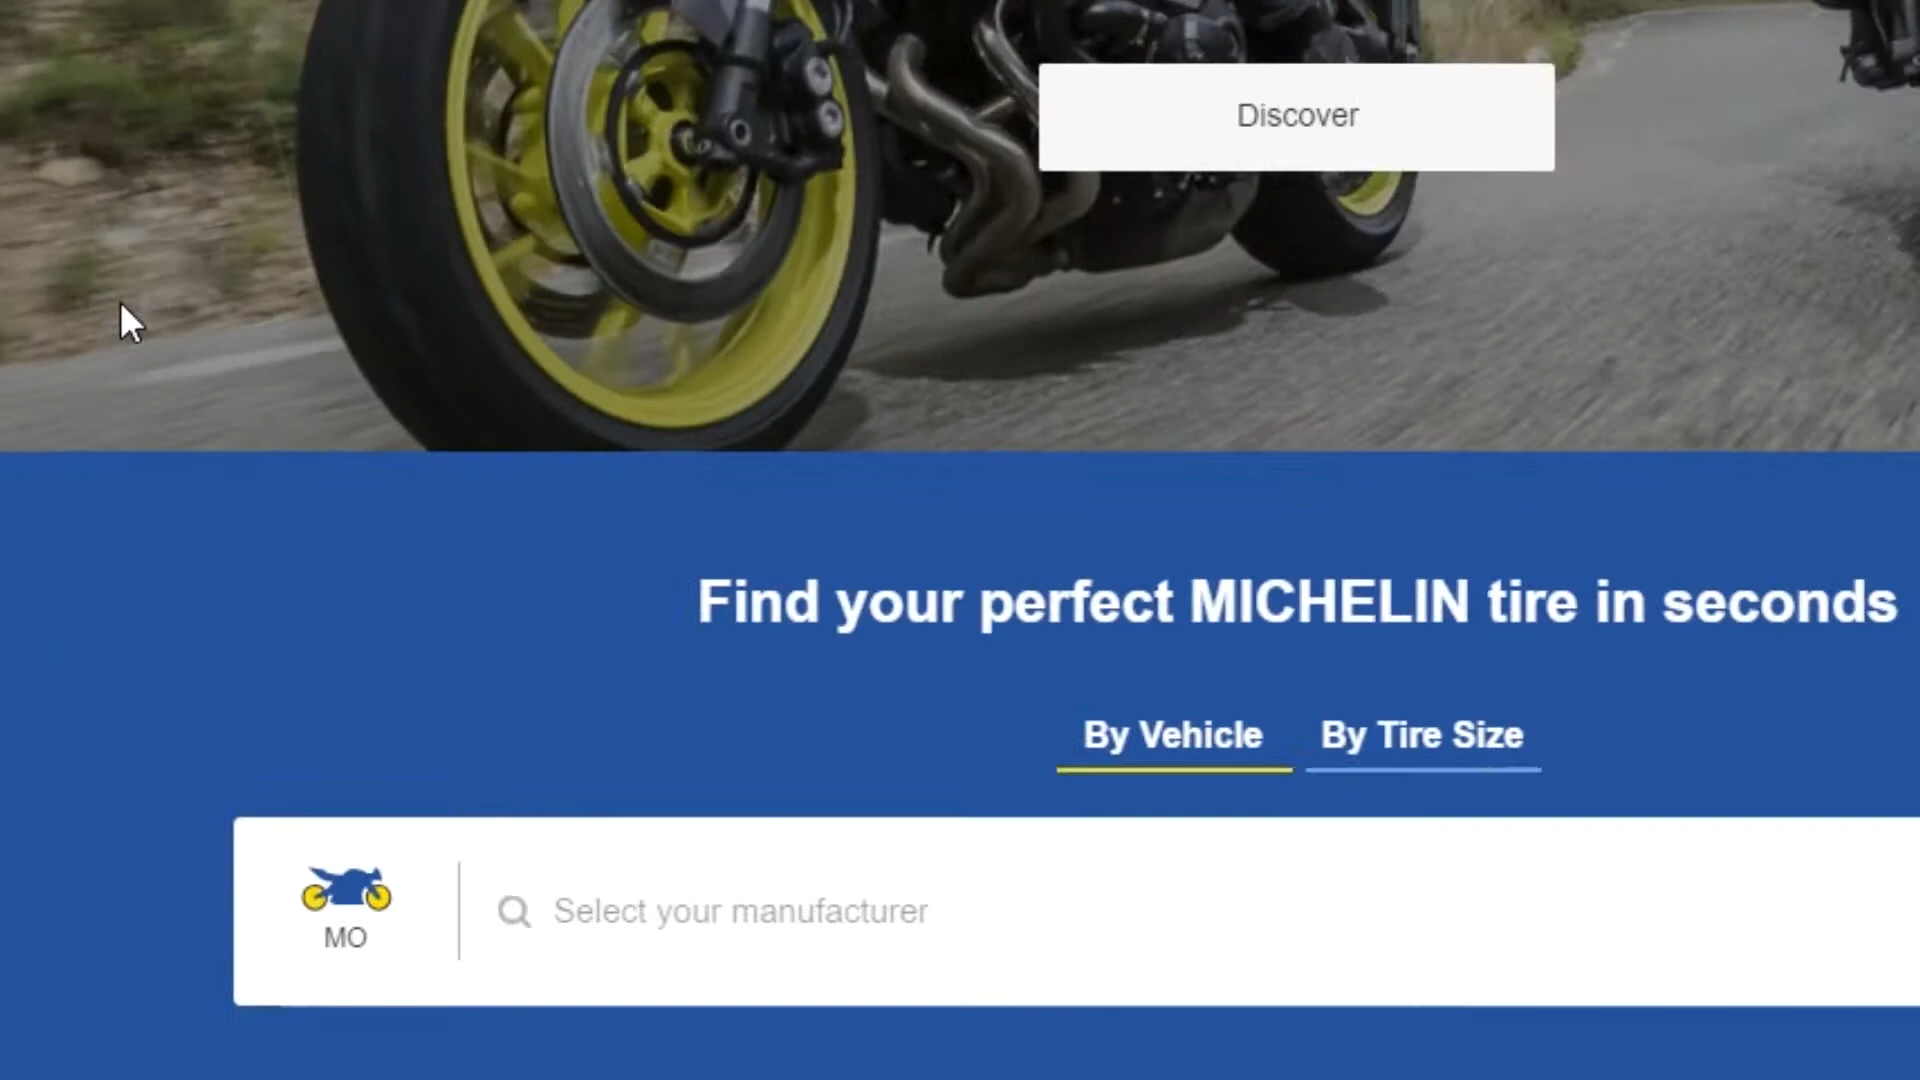 Discover
Find your perfect MICHELIN tire in seconds
By Vehicle By Tire Size
MO
Select your manufacturer